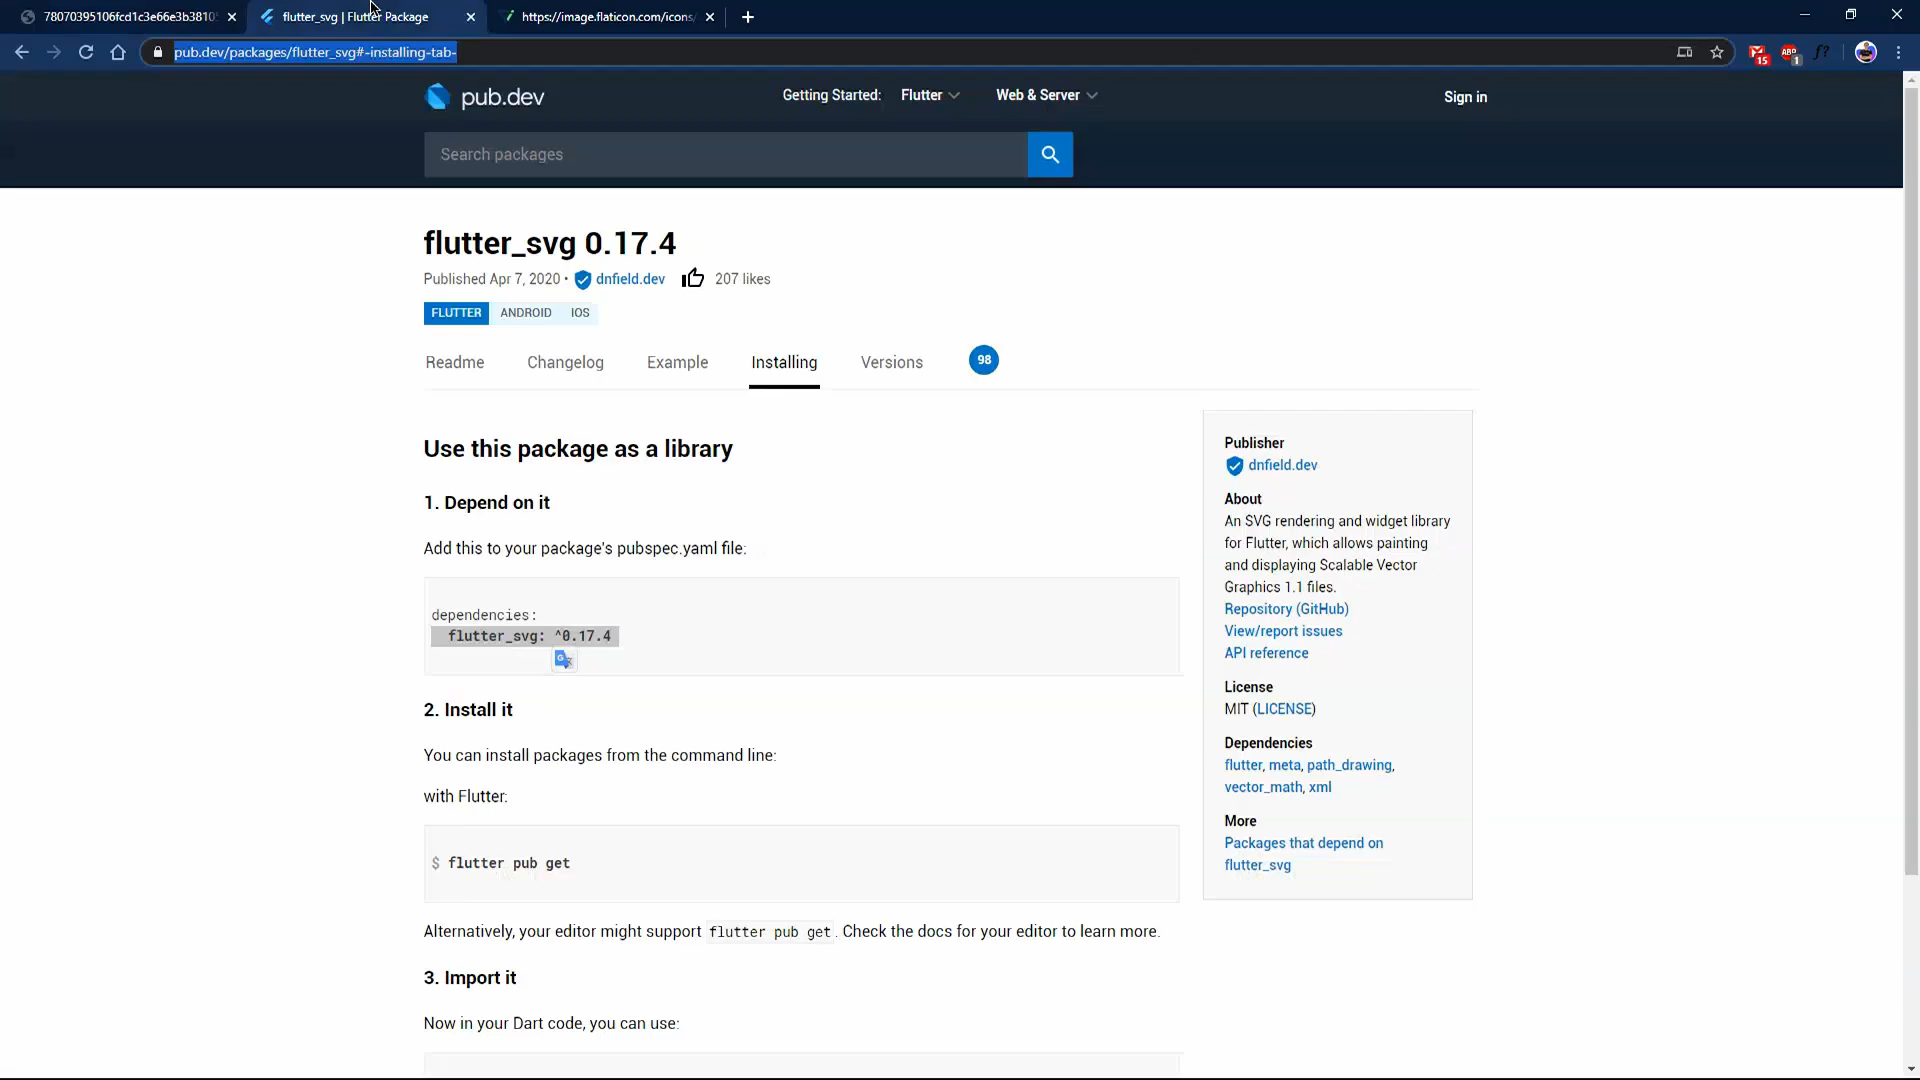 78070395106fcd1c3e66e3b3810
flutter_svg | Flutter Package
https://image.flaticon.com/icons
pub.dev/packages/flutter_svg#-installing-tab-
15
ABP
1
f?
pub.dev
Getting Started:
Flutter
Web & Server
Sign in
Search packages
flutter_svg 0.17.4
Published Apr 7, 2020 • dnfield.dev 207 likes
FLUTTER ANDROID IOS
Readme
Changelog
Example
Installing
Versions
98
Use this package as a library
1. Depend on it
Add this to your package's pubspec.yaml file:
dependencies:
flutter_svg: ^0.17.4
2. Install it
You can install packages from the command line:
with Flutter:
$ flutter pub get
Alternatively, your editor might support flutter pub get. Check the docs for your editor to learn more.
3. Import it
Now in your Dart code, you can use:
Publisher
dnfield.dev
About
An SVG rendering and widget library
for Flutter, which allows painting
and displaying Scalable Vector
Graphics 1.1 files.
Repository (GitHub)
View/report issues
API reference
License
MIT (LICENSE)
Dependencies
flutter, meta, path_drawing,
vector_math, xml
More
Packages that depend on
flutter_svg